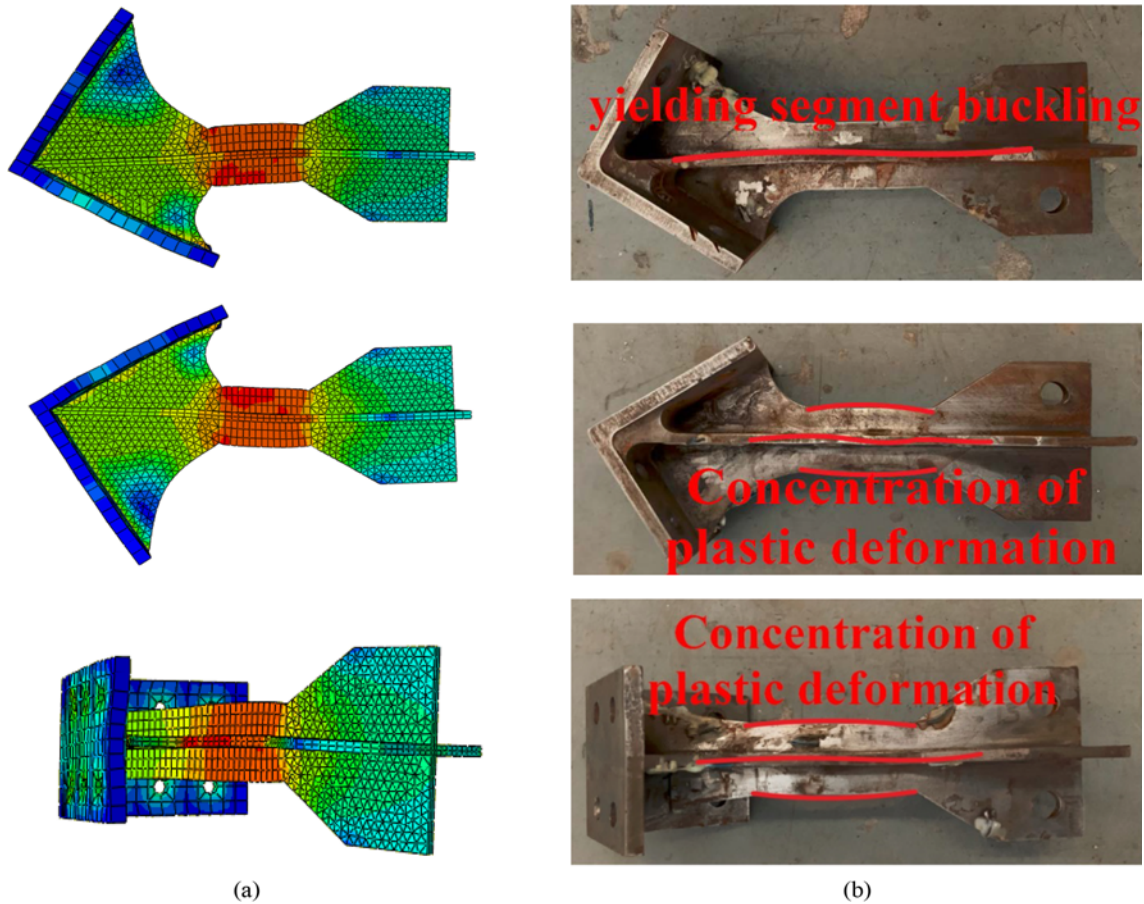 yielding segment buckling
Concentration of
plastic deformation
Concentration of
plastic deformation
(a)
(b)